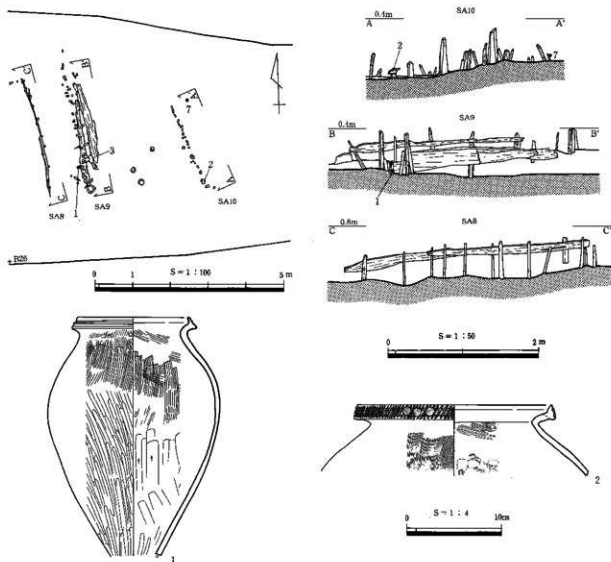 C'
B'
A'
7
3
2
1
C
B
A
SA8
SA9
SA10
B26
S = 1 : 100
0 1 5 m
A 0.4m SA10 A'
2
7
B 0.4m SA9 B'
1
C 0.6m SA8 C'
S = 1 : 50
0 2 m
1
2
S = 1 : 4
0 10cm